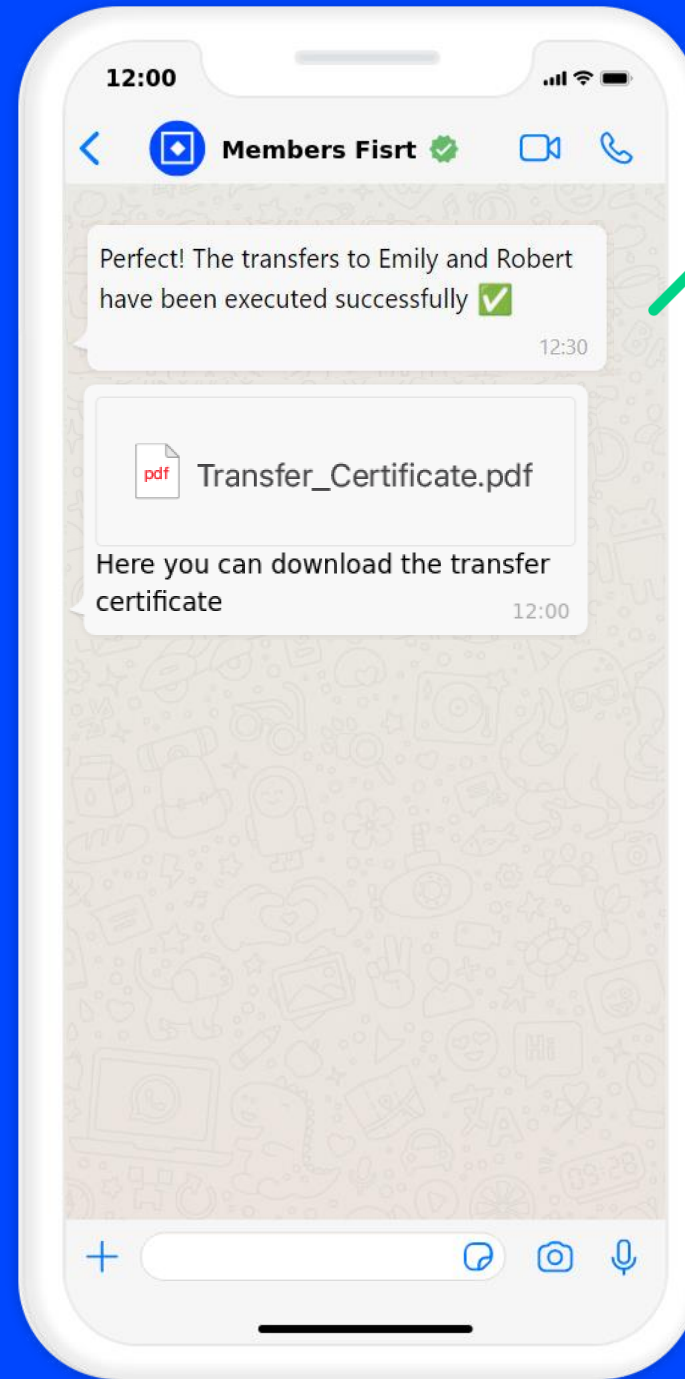 12:00
Members Fisrt
Perfect! The transfers to Emily and Robert
have been executed successfully ✅
12:30
pdf Transfer_Certificate.pdf
Here you can download the transfer
certificate
12:00